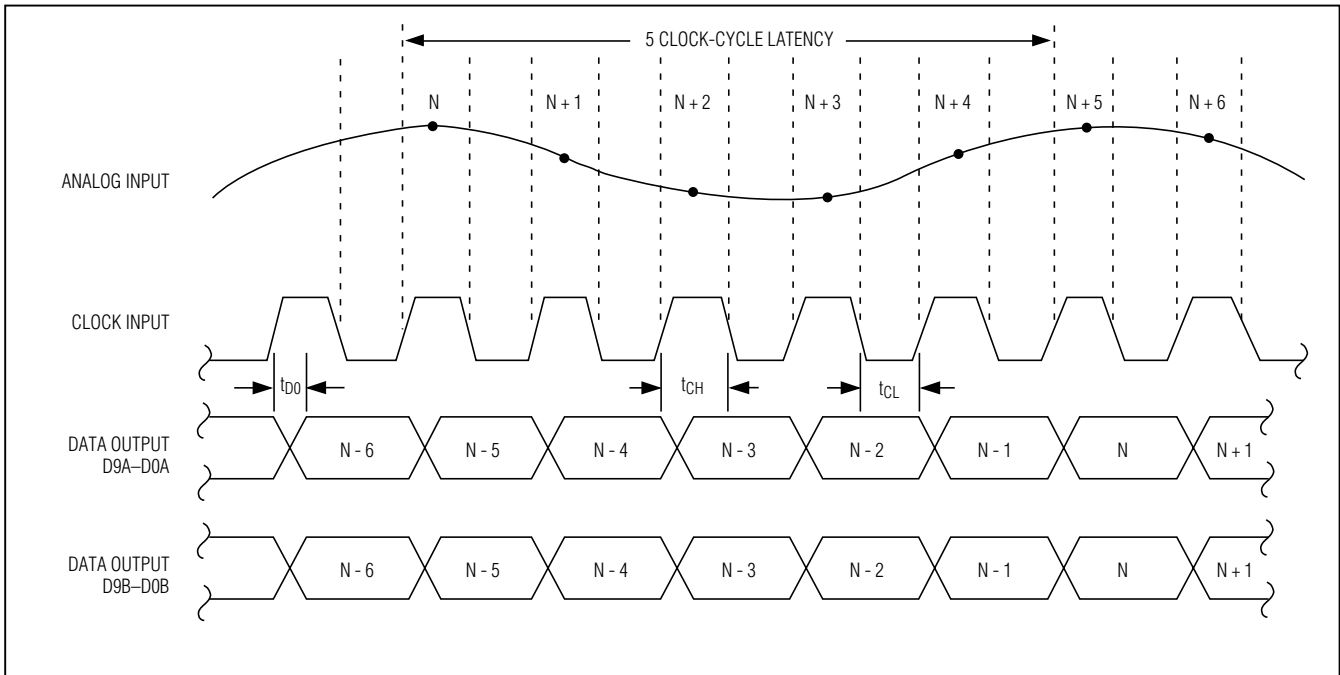 5 CLOCK-CYCLE LATENCY
N N + 1 N + 2 N + 3 N + 4 N + 5 N + 6
ANALOG INPUT
CLOCK INPUT
tD0 tCH tCL
DATA OUTPUT
D9A–D0A
N - 6 N - 5 N - 4 N - 3 N - 2 N - 1 N N + 1
DATA OUTPUT
D9B–D0B
N - 6 N - 5 N - 4 N - 3 N - 2 N - 1 N N + 1